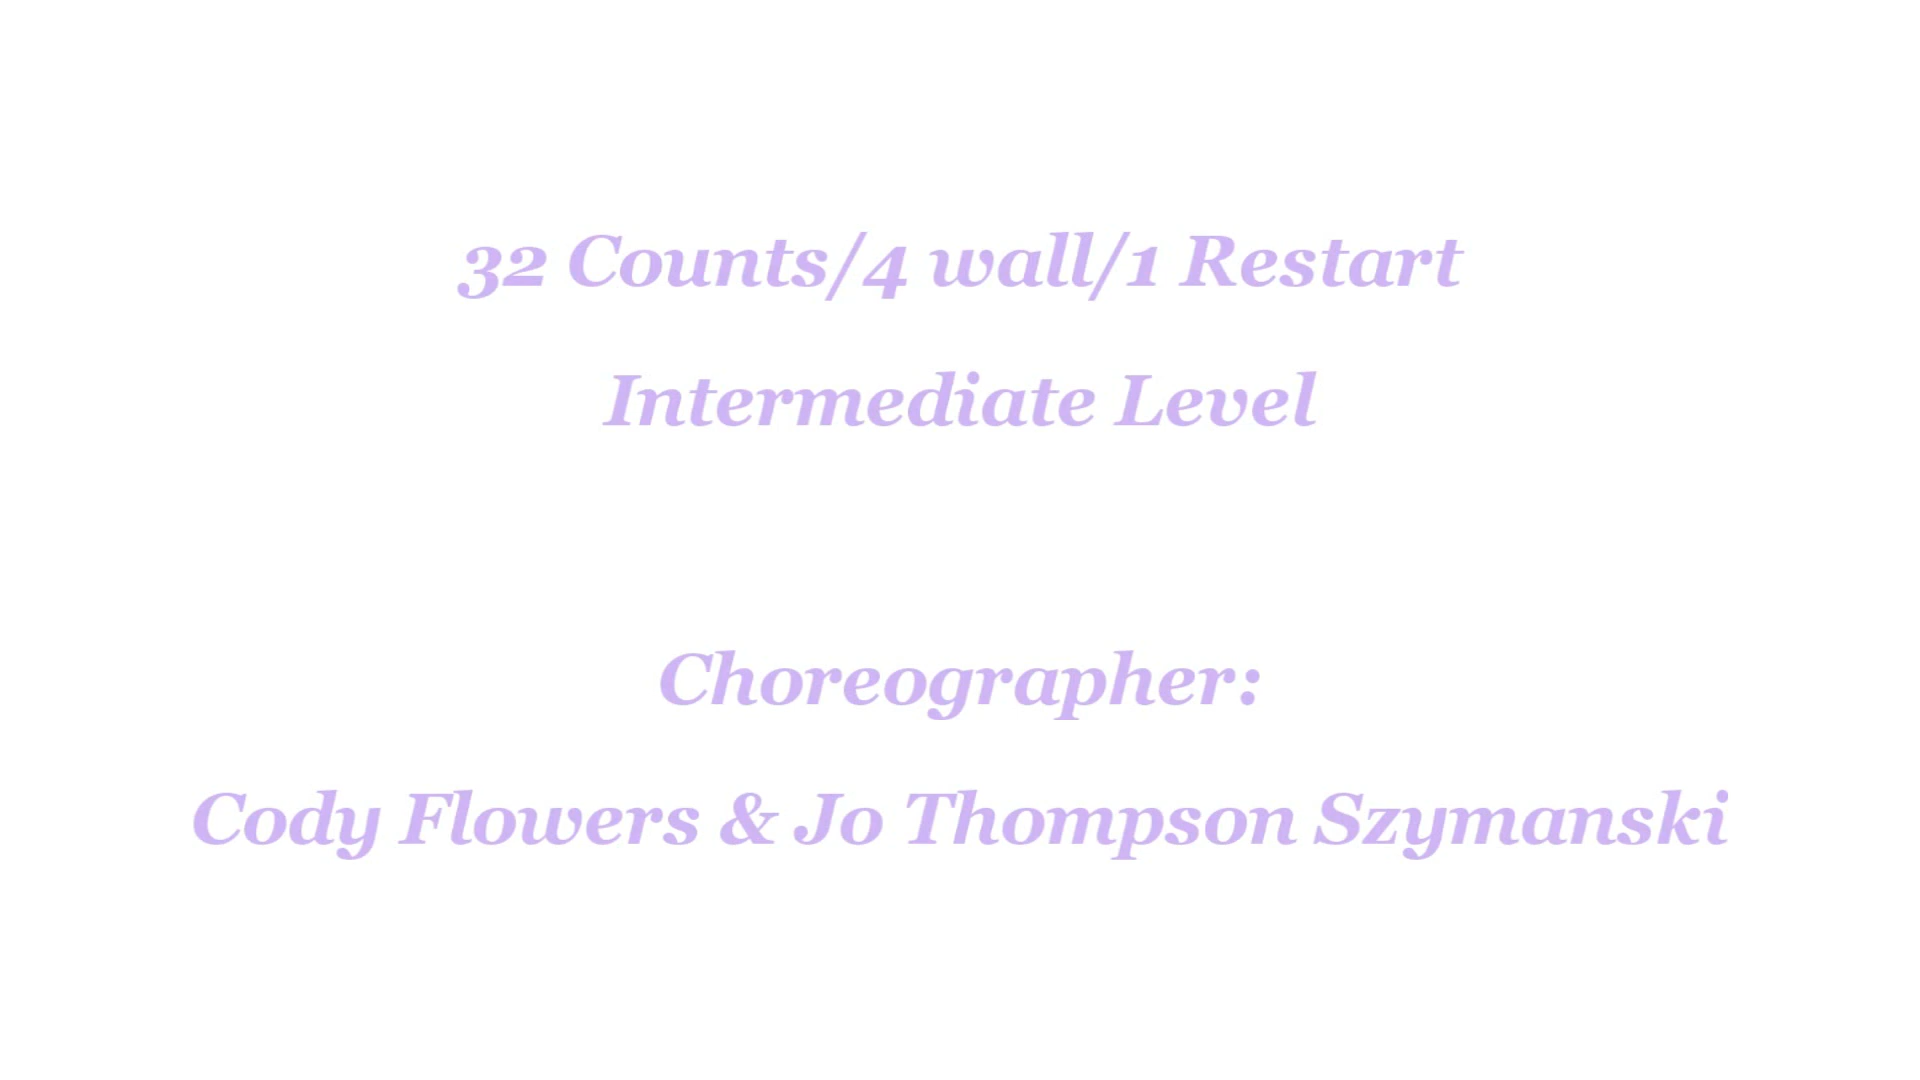 32 Counts/4 wall/1 Restart
Intermediate Level
Choreographer:
Cody Flowers & Jo Thompson Szymanski